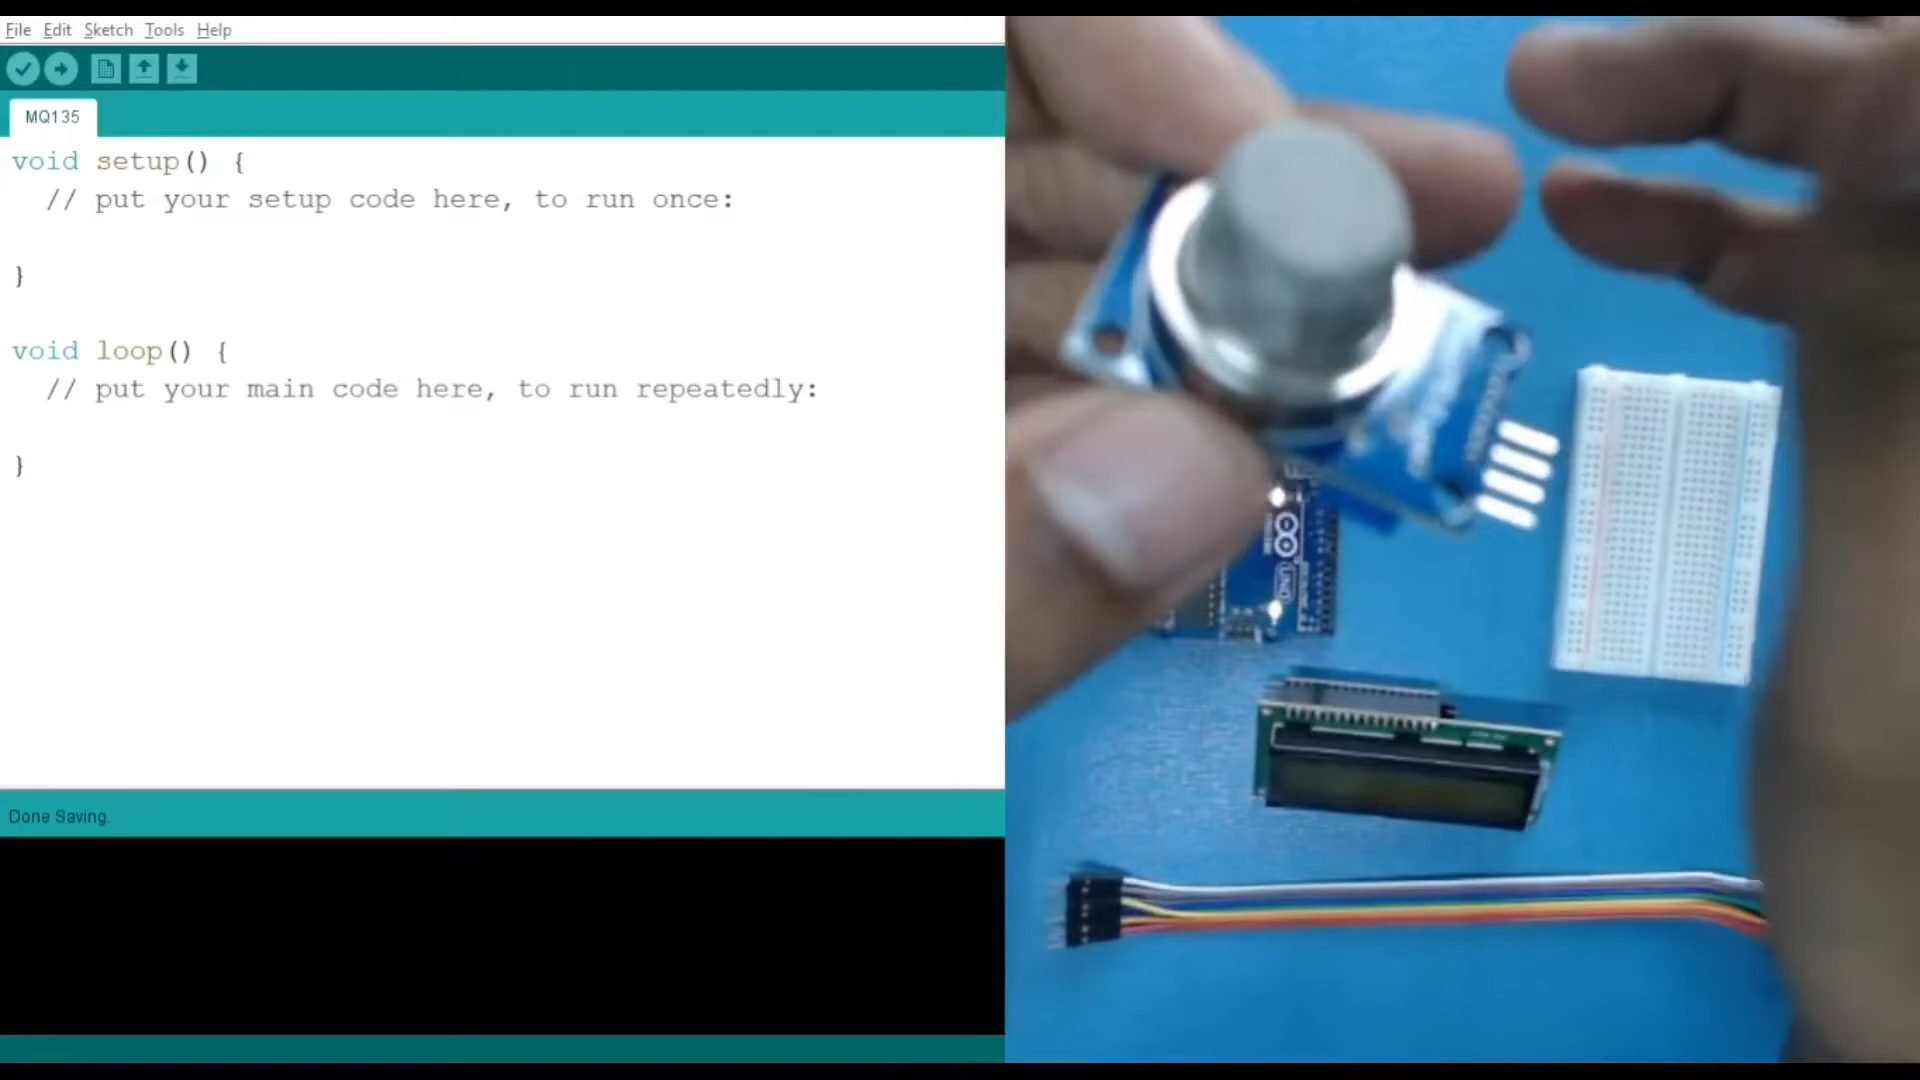 File Edit Sketch Tools Help
MQ135
void setup() {
// put your setup code here, to run once:
}
void loop() {
// put your main code here, to run repeatedly:
}
Done Saving.
UNO